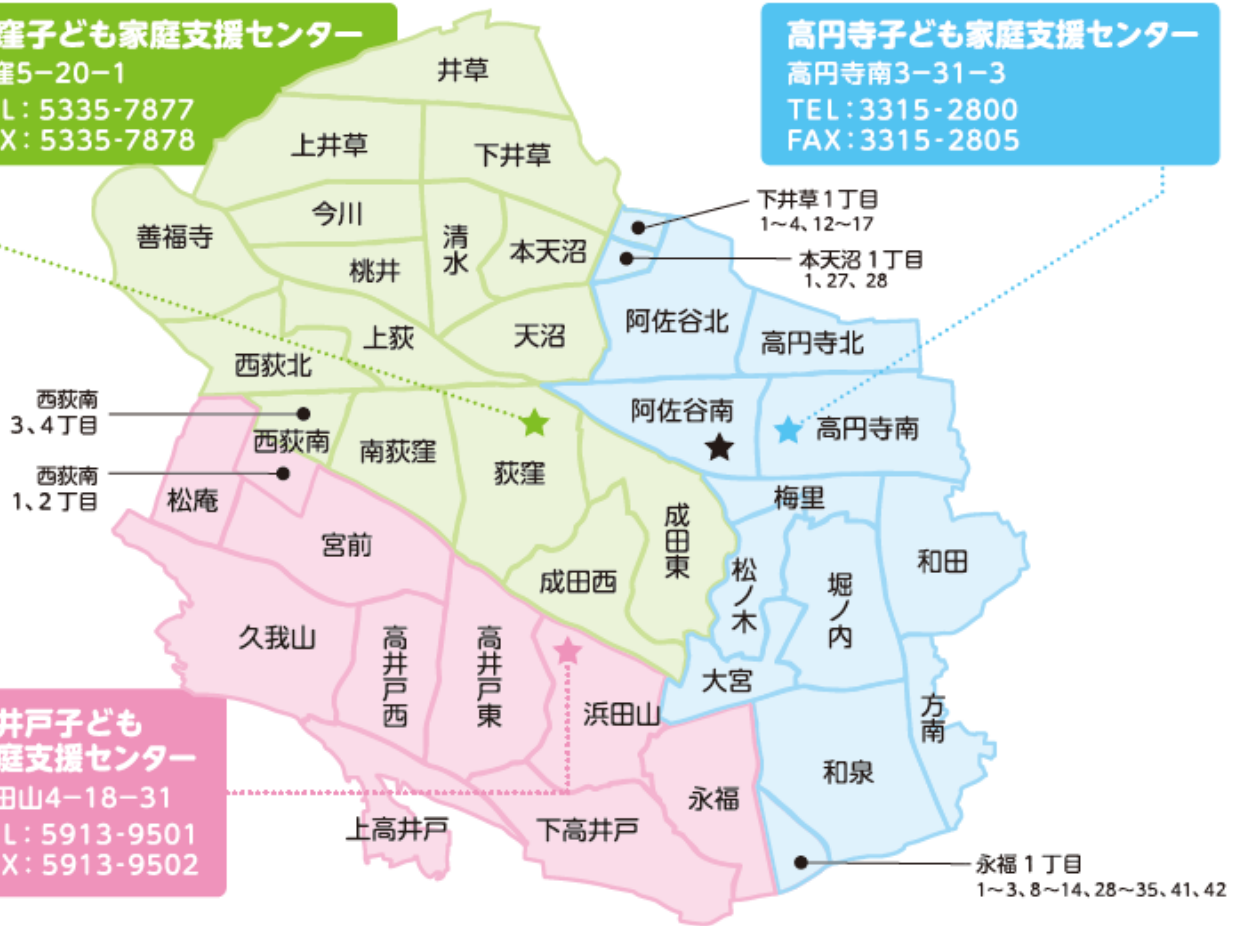 窪子ども家庭支援センター
窪5−20−1
L：5335-7877
X：5335-7878
高円寺子ども家庭支援センター
高円寺南3−31−3
TEL：3315-2800
FAX：3315-2805
井草
上井草
下井草
下井草1丁目
1〜4、12〜17
善福寺
今川
清水
本天沼
本天沼1丁目
1、27、28
桃井
上荻
天沼
阿佐谷北
高円寺北
西荻北
西荻南
3、4丁目
西荻南
1、2丁目
西荻南
南荻窪
荻窪
阿佐谷南
高円寺南
松庵
宮前
成田西
成田東
梅里
松ノ木
堀ノ内
和田
久我山
高井戸西
高井戸東
浜田山
大宮
方南
井戸子ども
庭支援センター
田山4−18−31
L：5913-9501
X：5913-9502
上高井戸
下高井戸
永福
和泉
永福1丁目
1〜3、8〜14、28〜35、41、42